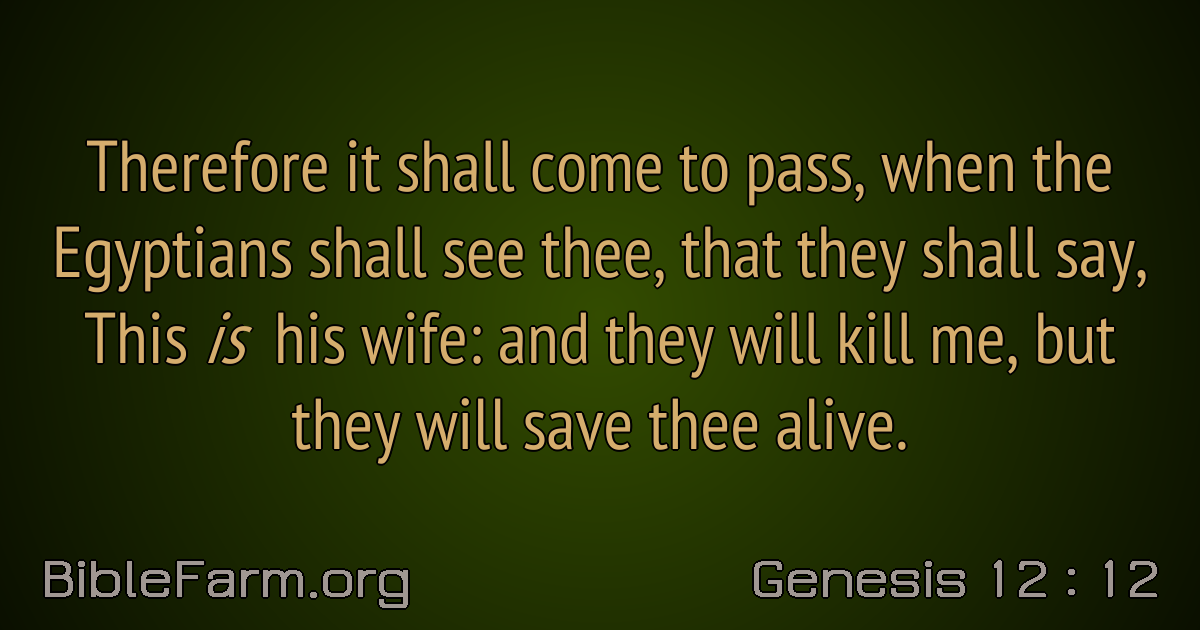 Therefore it shall come to pass, when the
Egyptians shall see thee, that they shall say,
This is his wife: and they will kill me, but
they will save thee alive.
BibleFarm.org
Genesis 12 : 12